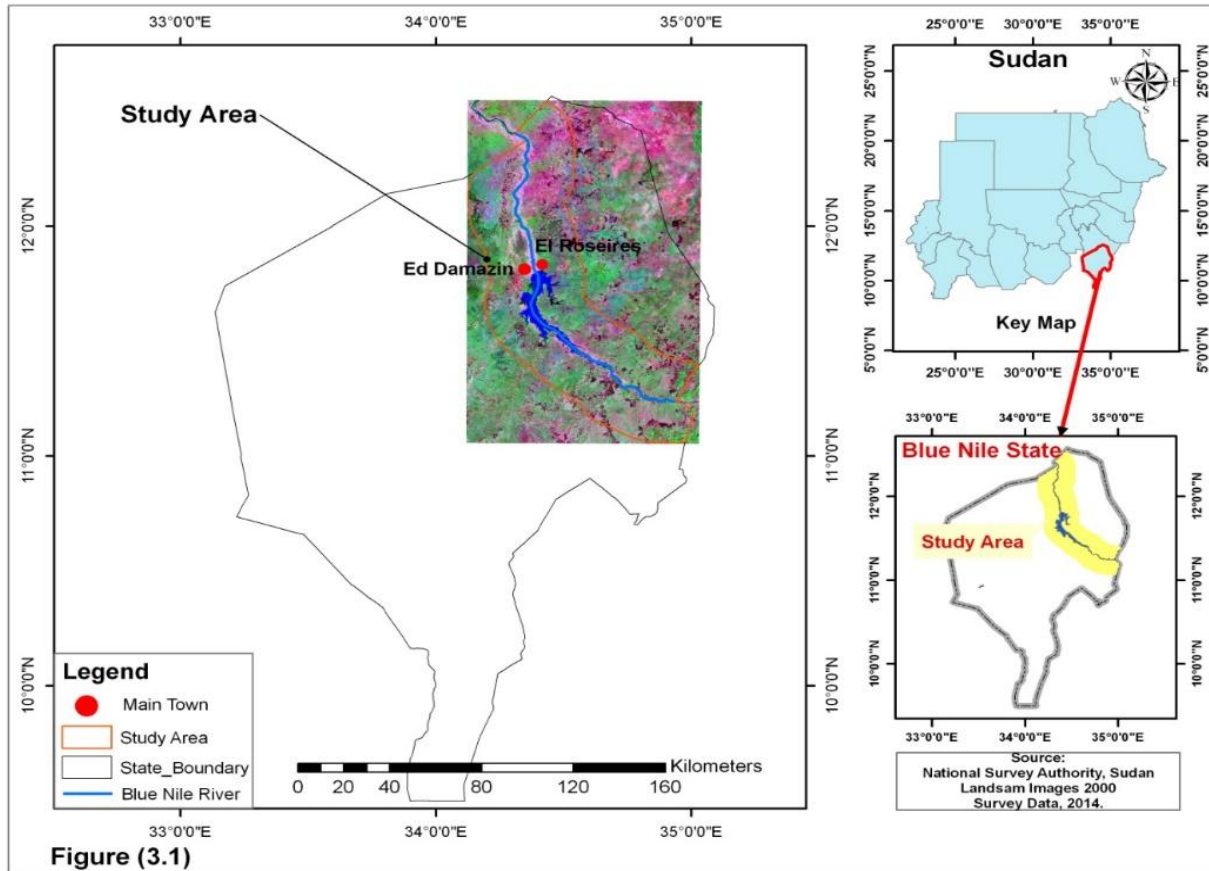 33°0'0"E 34°0'0"E 35°0'0"E
12°0'0"N
11°0'0"N
10°0'0"N
12°0'0"N
11°0'0"N
10°0'0"N
33°0'0"E 34°0'0"E 35°0'0"E
Study Area
El Roseires
Ed Damazin
Legend
Main Town
Study Area
State_Boundary
Blue Nile River
Kilometers
0 20 40 80 120 160
Figure (3.1)
25°0'0"E 30°0'0"E 35°0'0"E
Sudan
N
W E
S
20°0'0"N
15°0'0"N
10°0'0"N
5°0'0"N
20°0'0"N
15°0'0"N
10°0'0"N
5°0'0"N
Key Map
25°0'0"E 30°0'0"E 35°0'0"E
33°0'0"E 34°0'0"E 35°0'0"E
Blue Nile State
12°0'0"N
11°0'0"N
10°0'0"N
12°0'0"N
11°0'0"N
10°0'0"N
Study Area
33°0'0"E 34°0'0"E 35°0'0"E
Source:
National Survey Authority, Sudan
Landsam Images 2000
Survey Data, 2014.